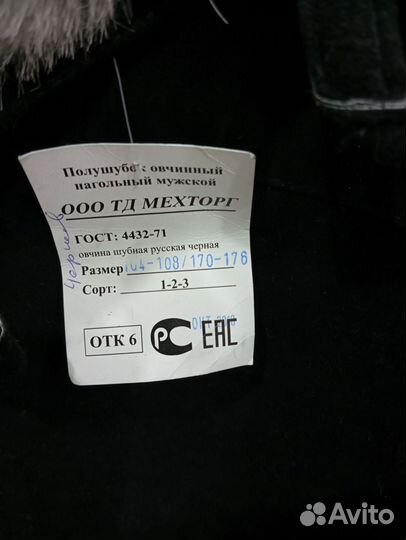 Полушубок овчинный
нагольный мужской
ООО ТД МЕХТОРГ
ГОСТ: 4432-71
овчина шубная русская черная
Размер 104-108/170-176
Сорт: 1-2-3
ОТК 6
РС ЕАС
Avito